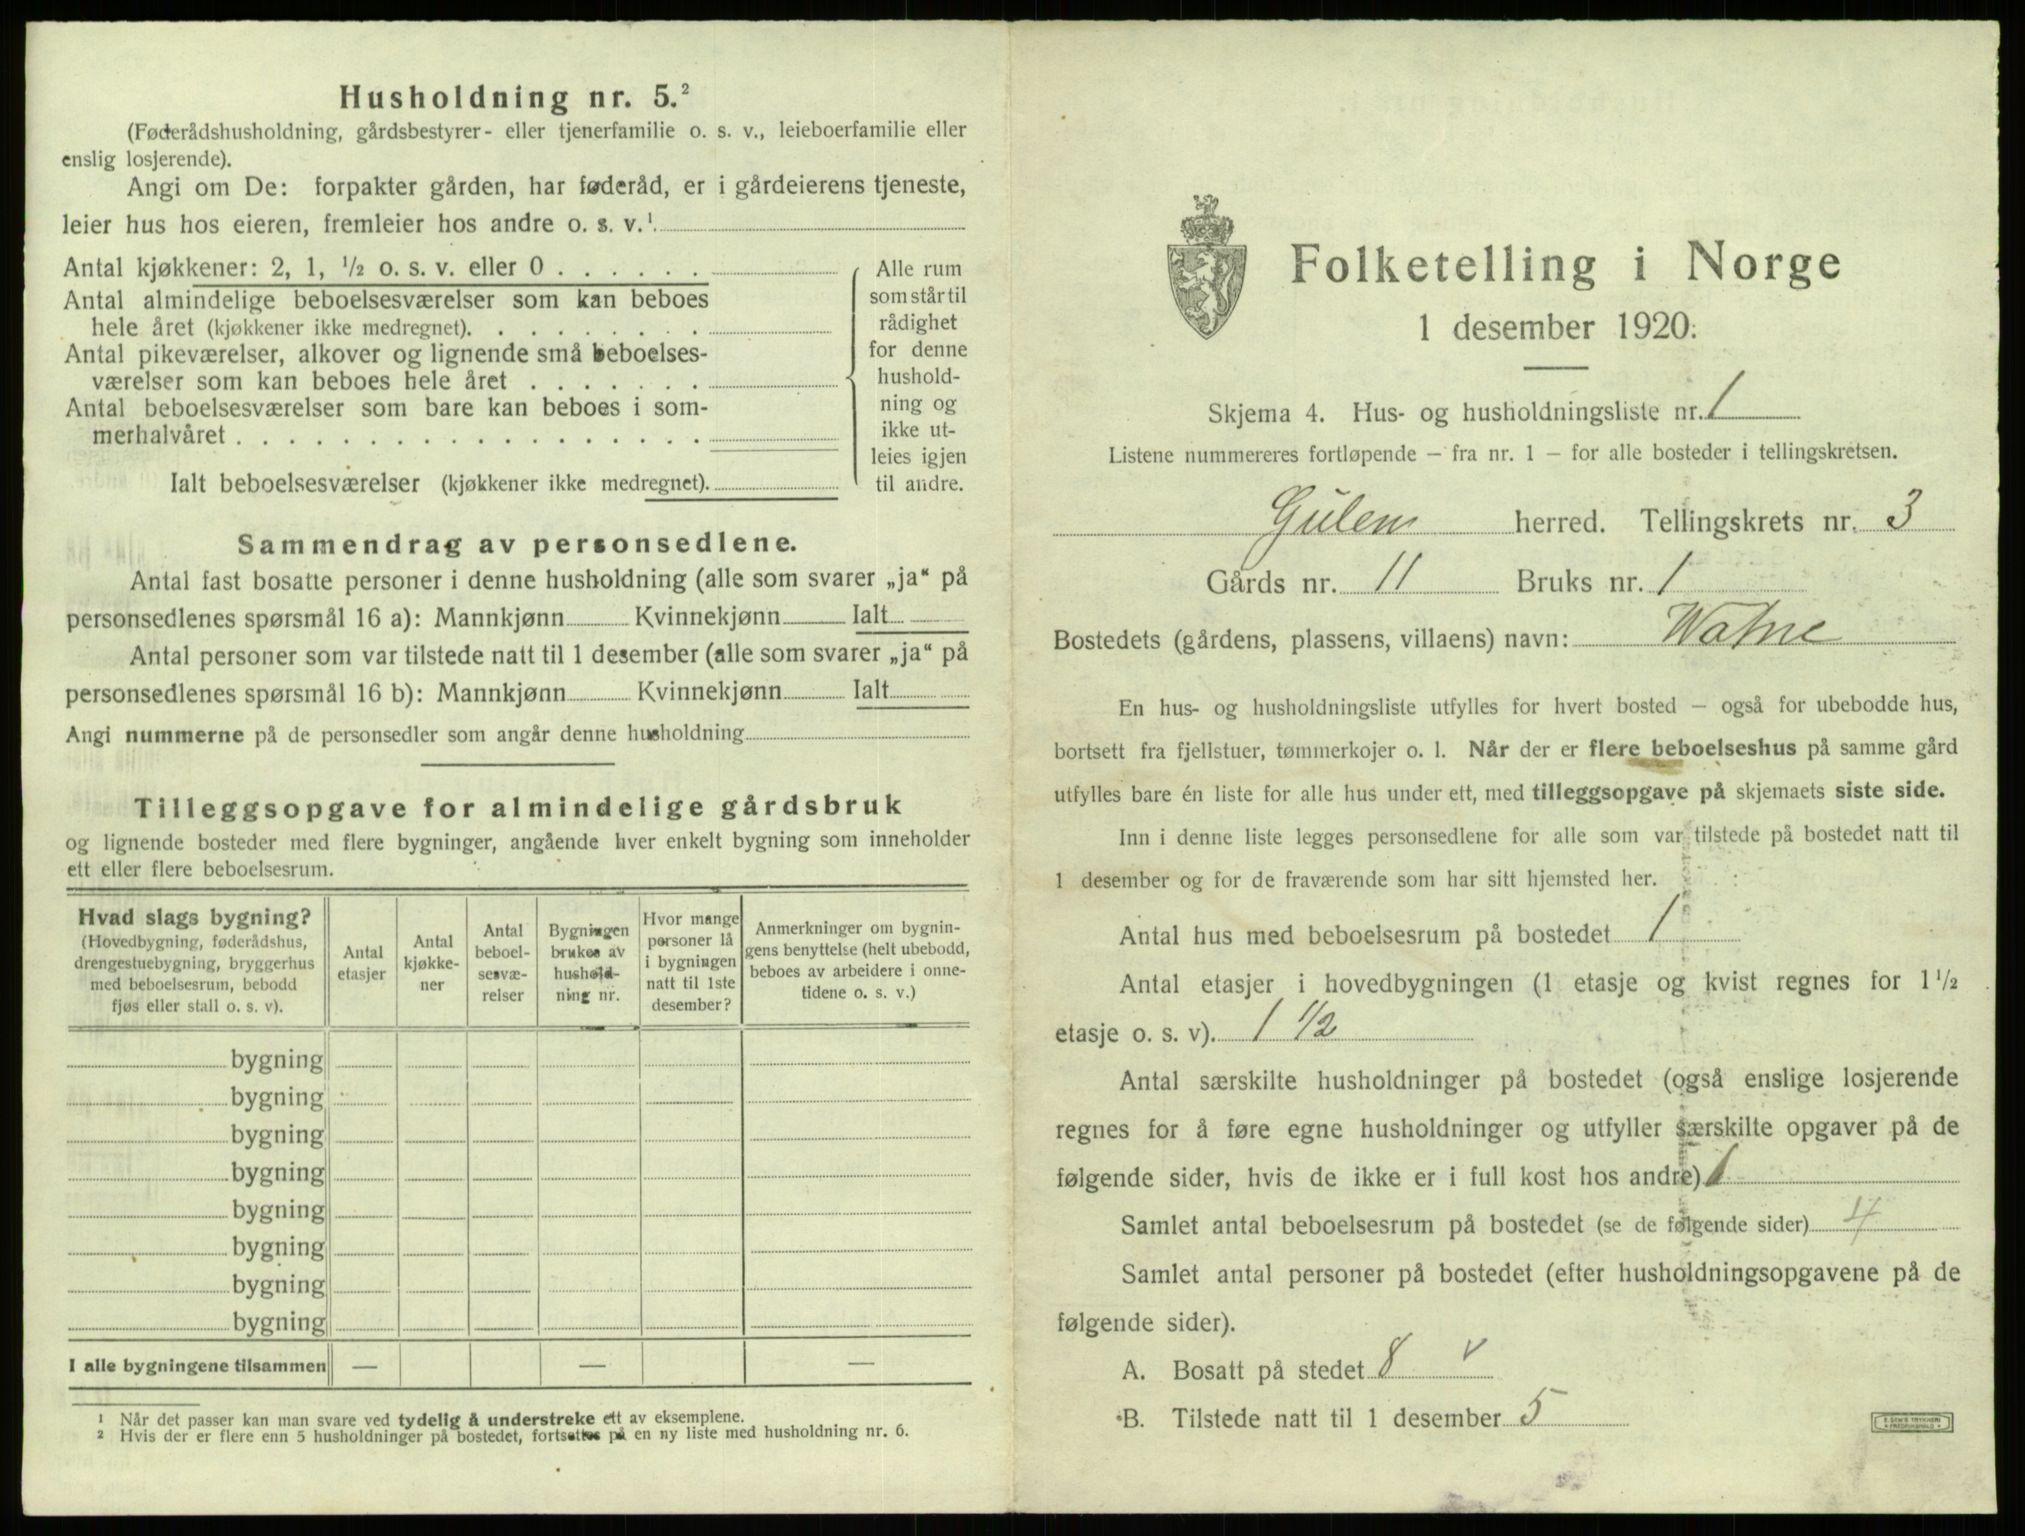 Husholdning nr. 5.²
(Føderådshusholdning, gårdsbestyrer- eller tjenerfamilie o. s. v., leieboerfamilie eller
enslig losjerende).
Angi om De: forpakter gården, har føderåd, er i gårdeierens tjeneste,
leier hus hos eieren, fremleier hos andre o. s. v.¹
Antal kjøkkener: 2, 1, ½ o. s. v. eller 0 . . . . . .
Antal almindelige beboelsesværelser som kan beboes
hele året (kjøkkener ikke medregnet). . . . . . . . .
Antal pikeværelser, alkover og lignende små beboelses-
værelser som kan beboes hele året . . . . . . .
Antal beboelsesværelser som bare kan beboes i som-
merhalvåret . . . . . . . . . . . . . . . . . .
Ialt beboelsesværelser (kjøkkener ikke medregnet).
Alle rum
som står til
rådighet
for denne
hushold-
ning og
ikke ut-
leies igjen
til andre.
Sammendrag av personsedlene.
Antal fast bosatte personer i denne husholdning (alle som svarer „ja“ på
personsedlenes spørsmål 16 a): Mannkjønn Kvinnekjønn Ialt
Antal personer som var tilstede natt til 1 desember (alle som svarer „ja“ på
personsedlenes spørsmål 16 b): Mannkjønn Kvinnekjønn Ialt
Angi nummerne på de personsedler som angår denne husholdning
Tilleggsopgave for almindelige gårdsbruk
og lignende bosteder med flere bygninger, angående hver enkelt bygning som inneholder
ett eller flere beboelsesrum.
Hvad slags bygning?
(Hovedbygning, føderådshus,
drengestuebygning, bryggerhus
med beboelsesrum, bebodd
fjøs eller stall o. s. v).
Antal
etasjer
Antal
kjøkke-
ner
Antal
beboel-
sesvæ-
relser
Bygningen
brukes av
hushold-
ning nr.
Hvor mange
personer lå
i bygningen
natt til 1ste
desember?
Anmerkninger om bygnin-
gens benyttelse (helt ubebodd,
beboes av arbeidere i onne-
tidene o. s. v.)
bygning
bygning
bygning
bygning
bygning
bygning
bygning
bygning
I alle bygningene tilsammen — — —
¹ Når det passer kan man svare ved tydelig å understreke ett av eksemplene.
² Hvis der er flere enn 5 husholdninger på bostedet, fortsettes på en ny liste med husholdning nr. 6.
Folketelling i Norge
1 desember 1920.
Skjema 4. Hus- og husholdningsliste nr. 1
Listene nummereres fortløpende – fra nr. 1 – for alle bosteder i tellingskretsen.
Gulen herred. Tellingskrets nr. 3
Gårds nr. 11 Bruks nr. 1
Bostedets (gårdens, plassens, villaens) navn: Watne
En hus- og husholdningsliste utfylles for hvert bosted – også for ubebodde hus,
bortsett fra fjellstuer, tømmerkojer o. l. Når der er flere beboelseshus på samme gård
utfylles bare én liste for alle hus under ett, med tilleggsopgave på skjemaets siste side.
Inn i denne liste legges personsedlene for alle som var tilstede på bostedet natt til
1 desember og for de fraværende som har sitt hjemsted her.
Antal hus med beboelsesrum på bostedet 1
Antal etasjer i hovedbygningen (1 etasje og kvist regnes for 1½
etasje o. s. v). 1 ½
Antal særskilte husholdninger på bostedet (også enslige losjerende
regnes for å føre egne husholdninger og utfyller særskilte opgaver på de
følgende sider, hvis de ikke er i full kost hos andre) 1
Samlet antal beboelsesrum på bostedet (se de følgende sider) 4
Samlet antal personer på bostedet (efter husholdningsopgavene på de
følgende sider).
A. Bosatt på stedet 8 v
B. Tilstede natt til 1 desember 5